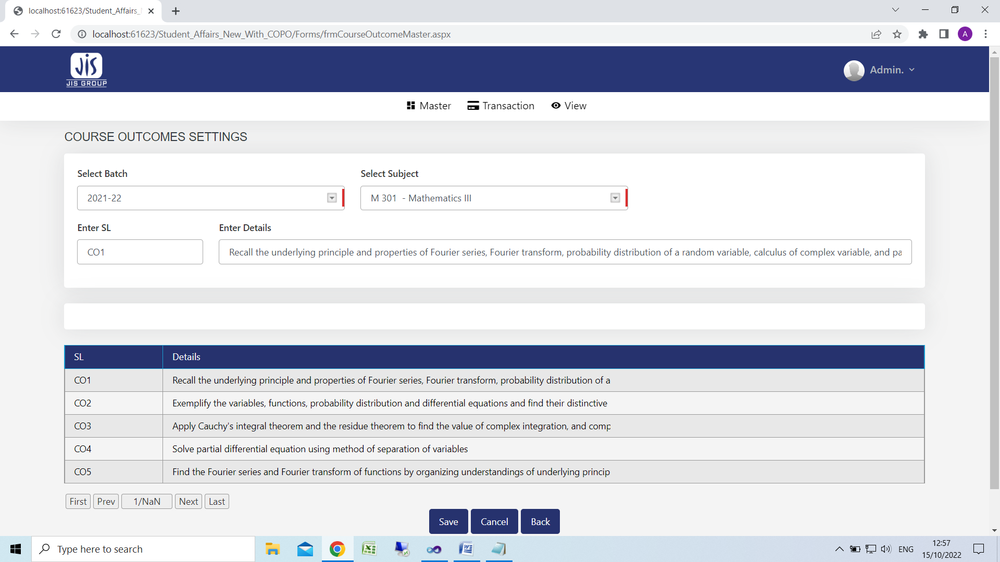 localhost:61623/Student_Affairs_
localhost:61623/Student_Affairs_New_With_COPO/Forms/frmCourseOutcomeMaster.aspx
A
JIS
JIS GROUP
Admin.
Master Transaction View
COURSE OUTCOMES SETTINGS
Select Batch Select Subject
2021-22 M 301 - Mathematics III
Enter SL Enter Details
CO1 Recall the underlying principle and properties of Fourier series, Fourier transform, probability distribution of a random variable, calculus of complex variable, and pa
SL Details
CO1 Recall the underlying principle and properties of Fourier series, Fourier transform, probability distribution of a
CO2 Exemplify the variables, functions, probability distribution and differential equations and find their distinctive
CO3 Apply Cauchy's integral theorem and the residue theorem to find the value of complex integration, and comp
CO4 Solve partial differential equation using method of separation of variables
CO5 Find the Fourier series and Fourier transform of functions by organizing understandings of underlying princip
First Prev 1/NaN Next Last
Save Cancel Back
Type here to search
ENG
12:57
15/10/2022